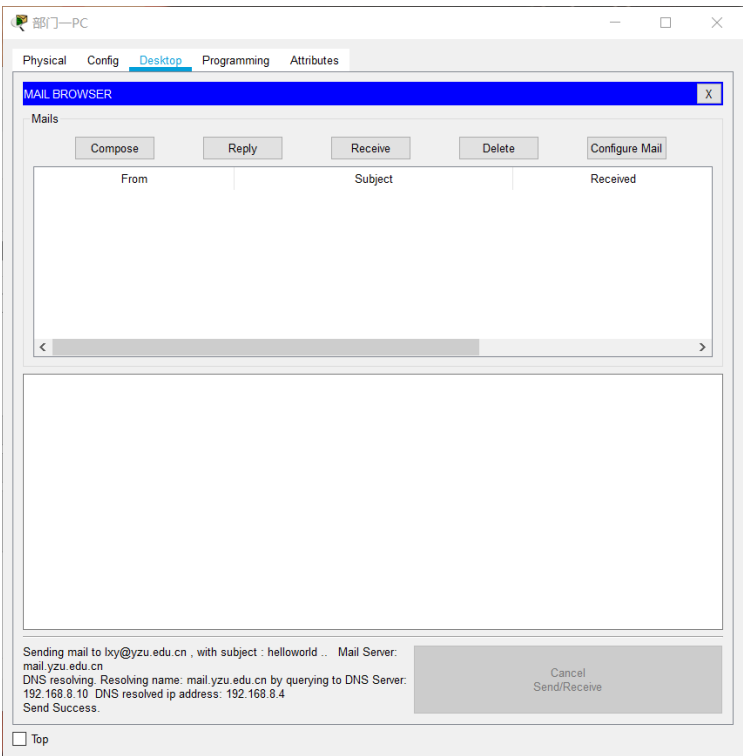 部门一PC
Physical Config Desktop Programming Attributes
MAIL BROWSER X
Mails
Compose Reply Receive Delete Configure Mail
From Subject Received
Sending mail to lxy@yzu.edu.cn , with subject : helloworld .. Mail Server:
mail.yzu.edu.cn
DNS resolving. Resolving name: mail.yzu.edu.cn by querying to DNS Server:
192.168.8.10 DNS resolved ip address: 192.168.8.4
Send Success.
Cancel
Send/Receive
Top